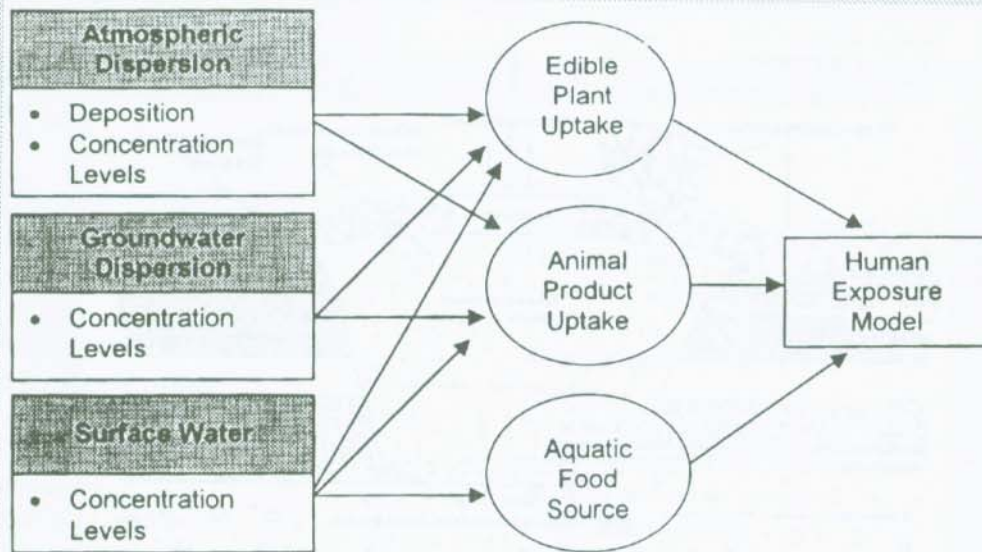 Atmospheric
Dispersion
• Deposition
• Concentration
Levels
Groundwater
Dispersion
• Concentration
Levels
Surface Water
• Concentration
Levels
Edible
Plant
Uptake
Animal
Product
Uptake
Aquatic
Food
Source
Human
Exposure
Model